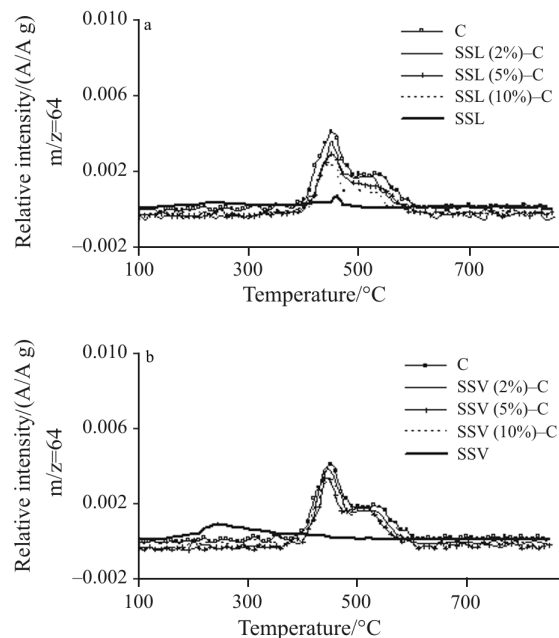 a
Relative intensity/(A/A g)
m/z=64
0.010
0.006
0.002
−0.002
100
300
500
700
Temperature/°C
C
SSL (2%)–C
SSL (5%)–C
SSL (10%)–C
SSL
b
Relative intensity/(A/A g)
m/z=64
0.010
0.006
0.002
−0.002
100
300
500
700
Temperature/°C
C
SSV (2%)–C
SSV (5%)–C
SSV (10%)–C
SSV